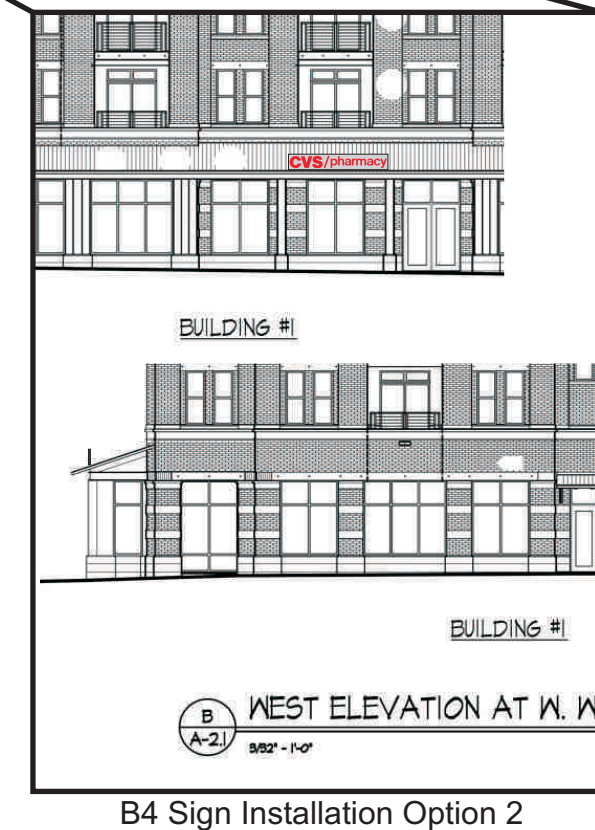 CVS/pharmacy
BUILDING #1
BUILDING #1
B
A-2.1
WEST ELEVATION AT W. W
3/32" - 1'-0"
B4 Sign Installation Option 2